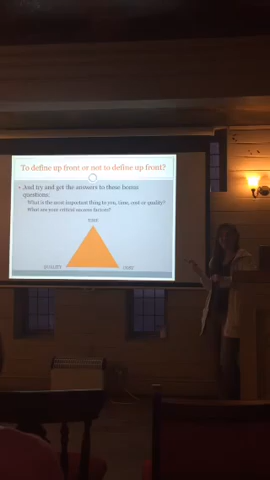 To define up front or not to define up front?
And try and get the answers to these bonus
questions:
What is the most important thing to you, time, cost or quality?
What are your critical success factors?
TIME
QUALITY
COST